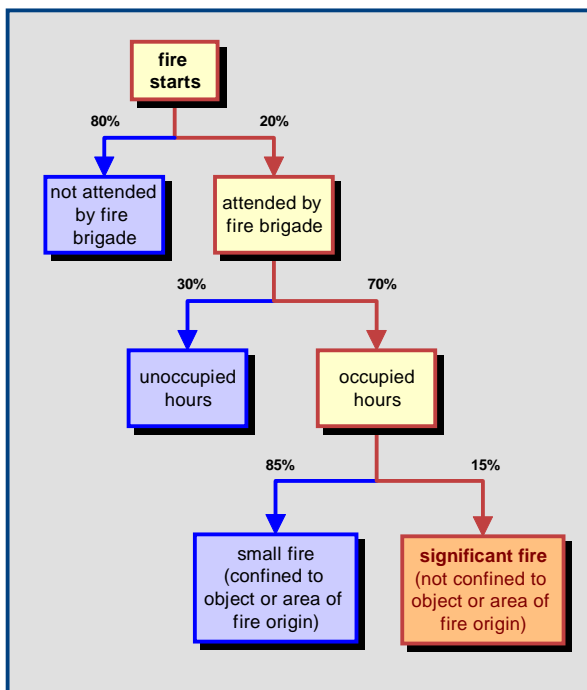 fire
starts
80%
20%
not attended
by fire
brigade
attended by
fire brigade
30%
70%
unoccupied
hours
occupied
hours
85%
15%
small fire
(confined to
object or area of
fire origin)
significant fire
(not confined to
object or area of
fire origin)